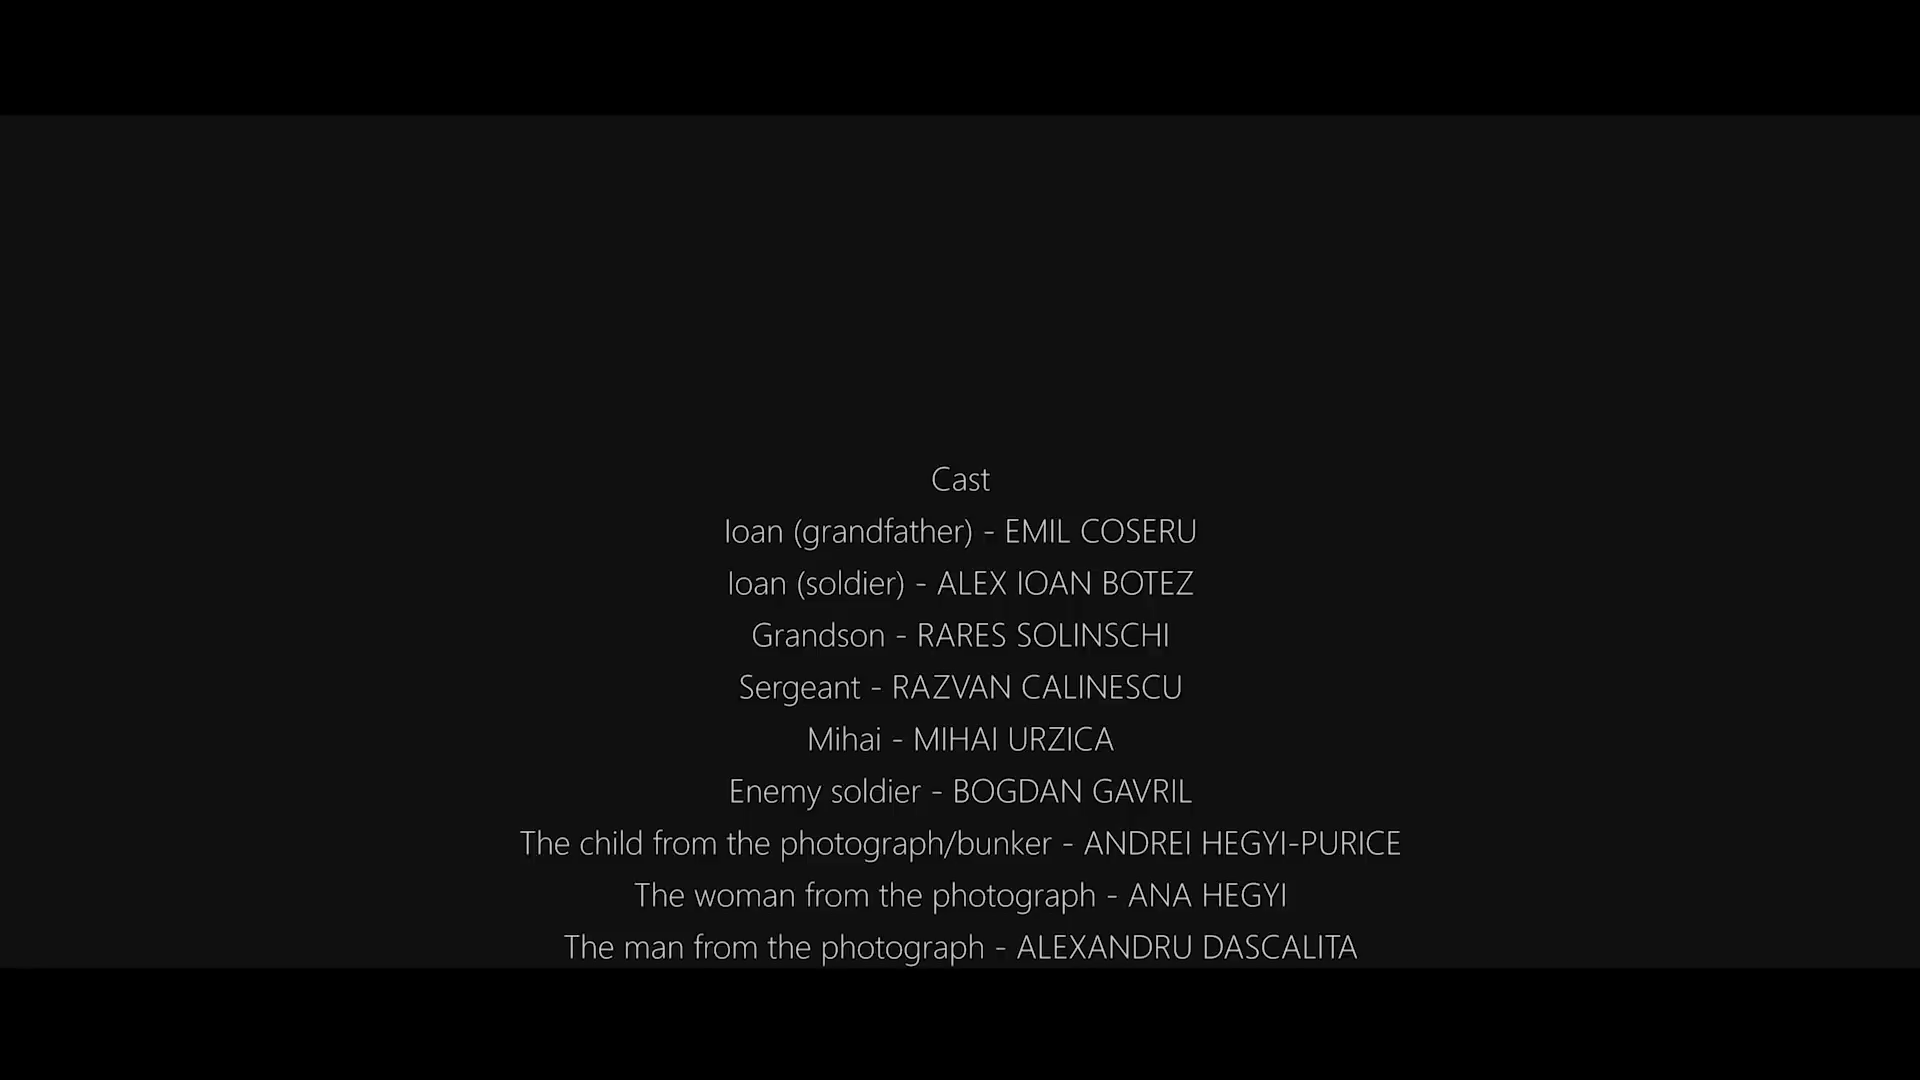 Cast
Ioan (grandfather) - EMIL COSERU
Ioan (soldier) - ALEX IOAN BOTEZ
Grandson - RARES SOLINSCHI
Sergeant - RAZVAN CALINESCU
Mihai - MIHAI URZICA
Enemy soldier - BOGDAN GAVRIL
The child from the photograph/bunker - ANDREI HEGYI-PURICE
The woman from the photograph - ANA HEGYI
The man from the photograph - ALEXANDRU DASCALITA